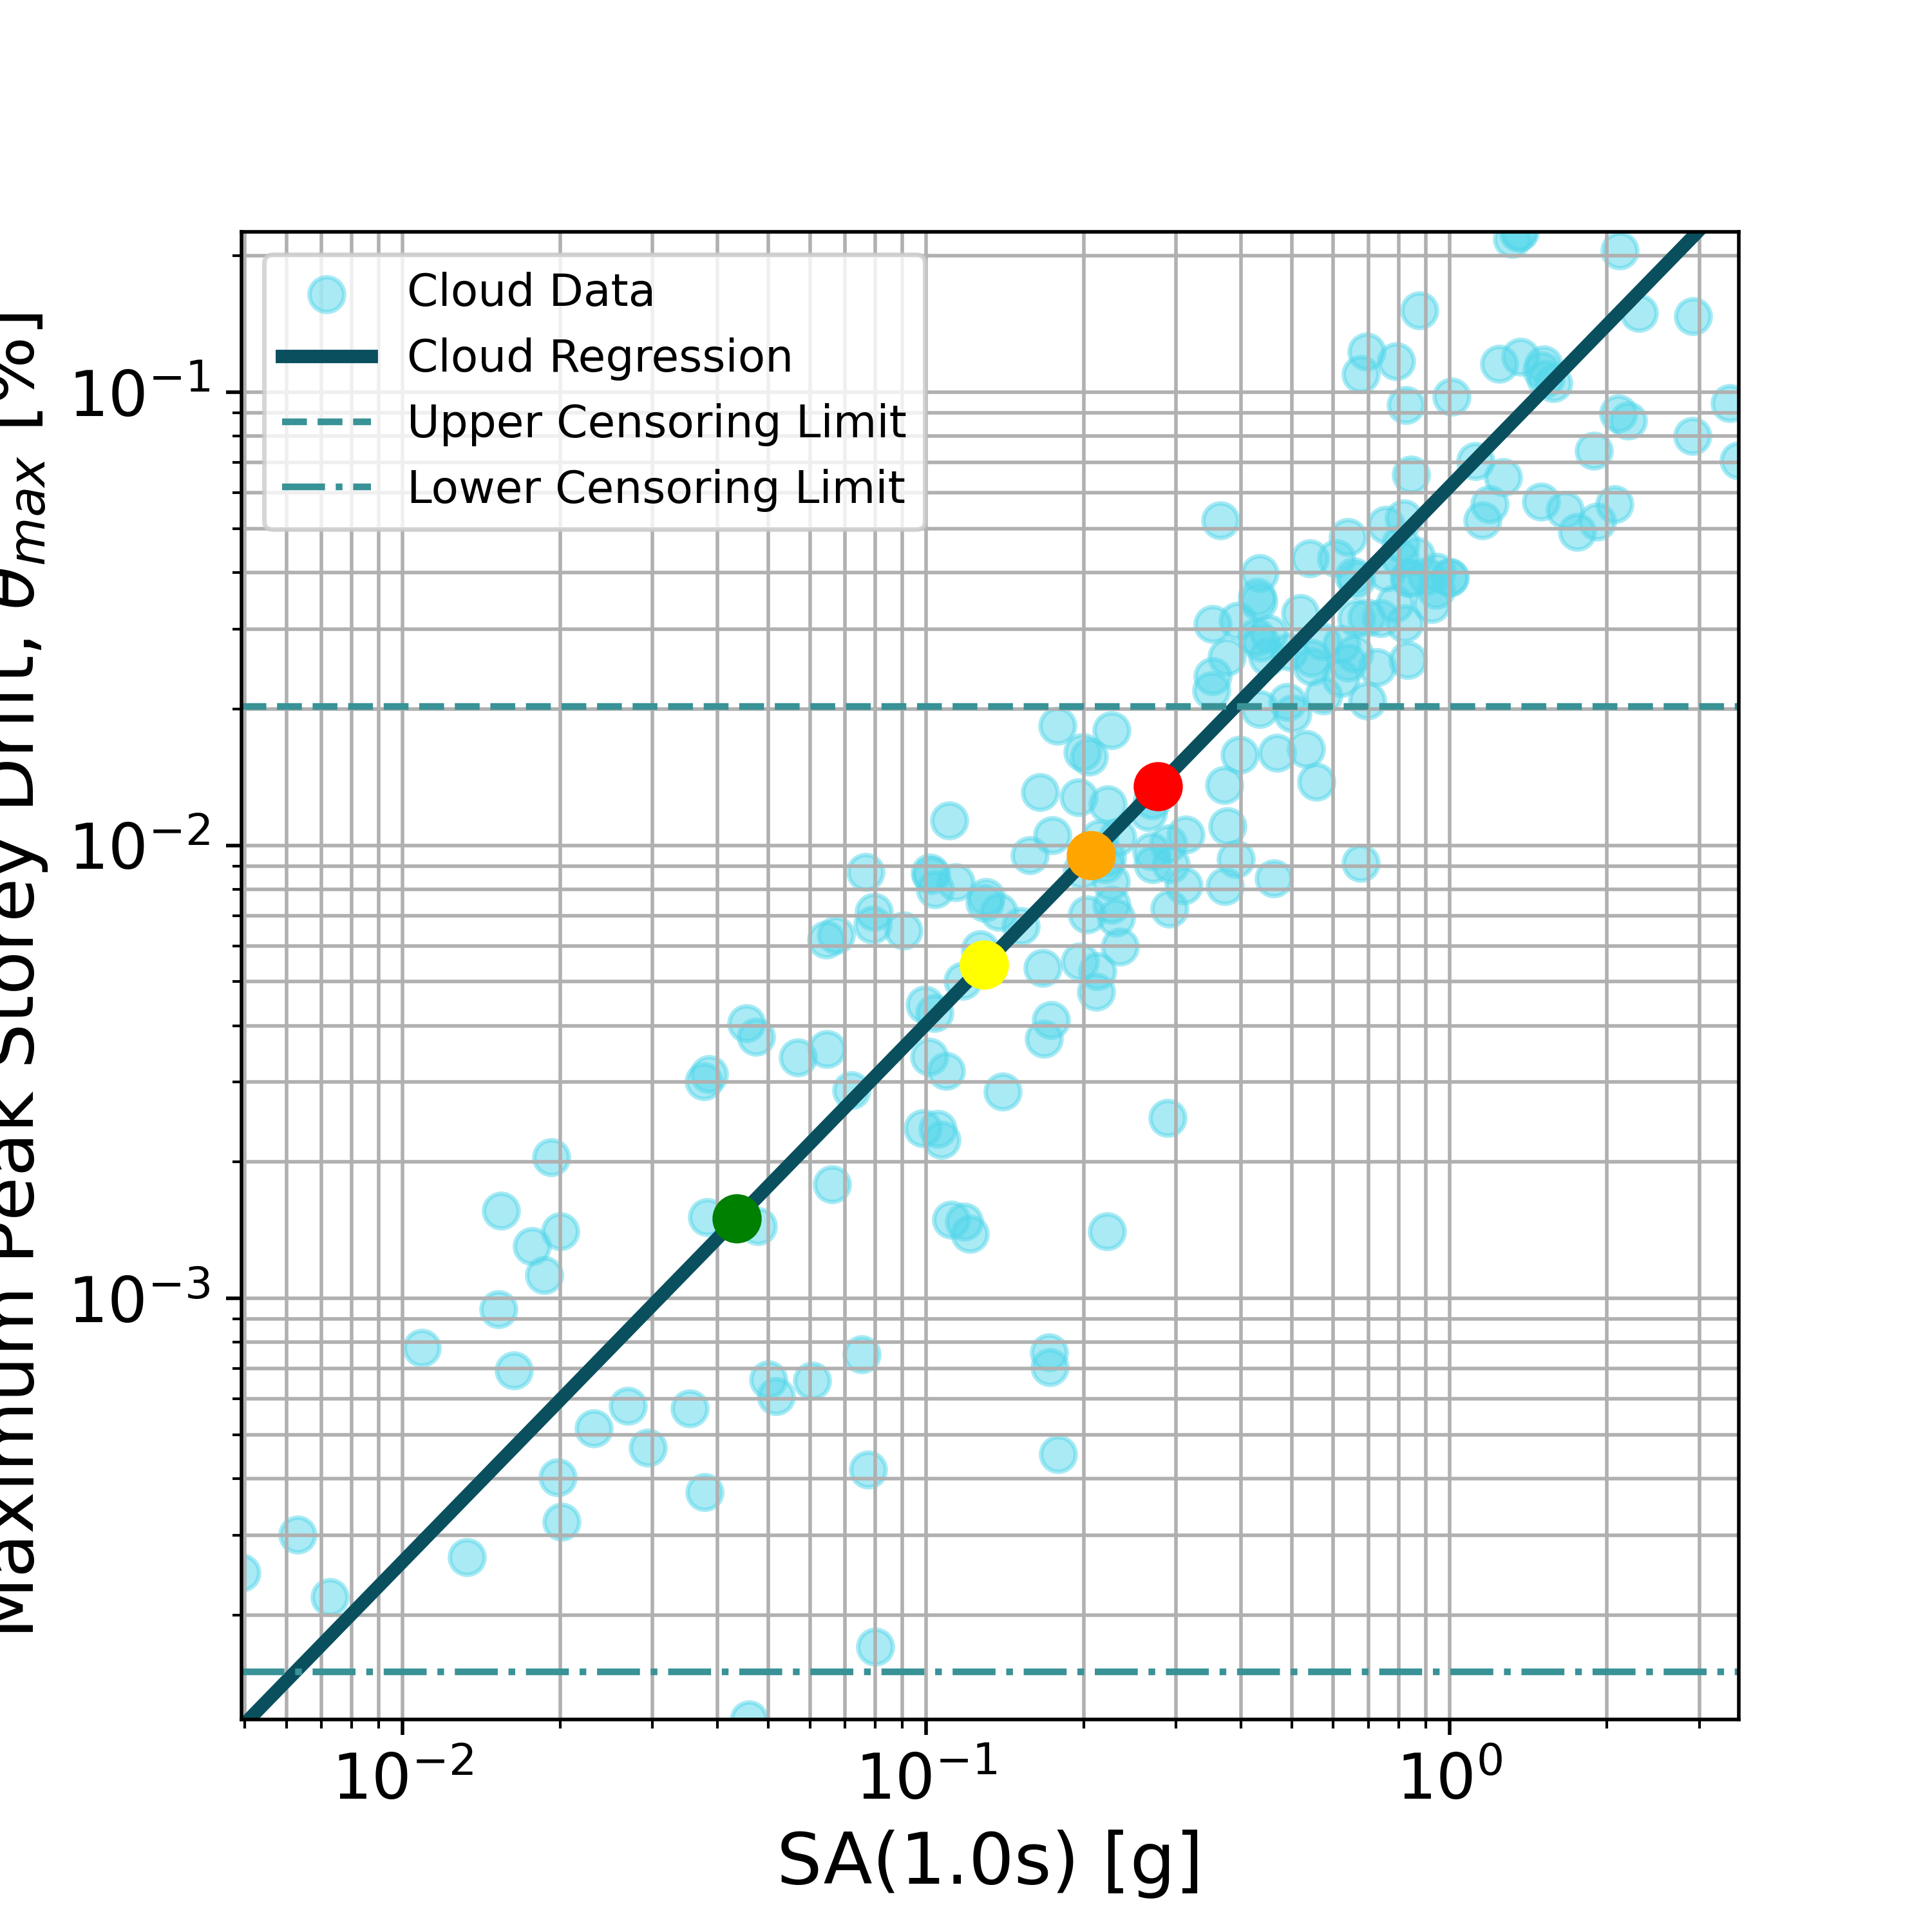 Cloud Data
Cloud Regression
Upper Censoring Limit
Lower Censoring Limit
Maximum Peak Storey Drift, θmax [%]
10⁻¹
10⁻²
10⁻³
10⁻²
10⁻¹
10⁰
SA(1.0s) [g]